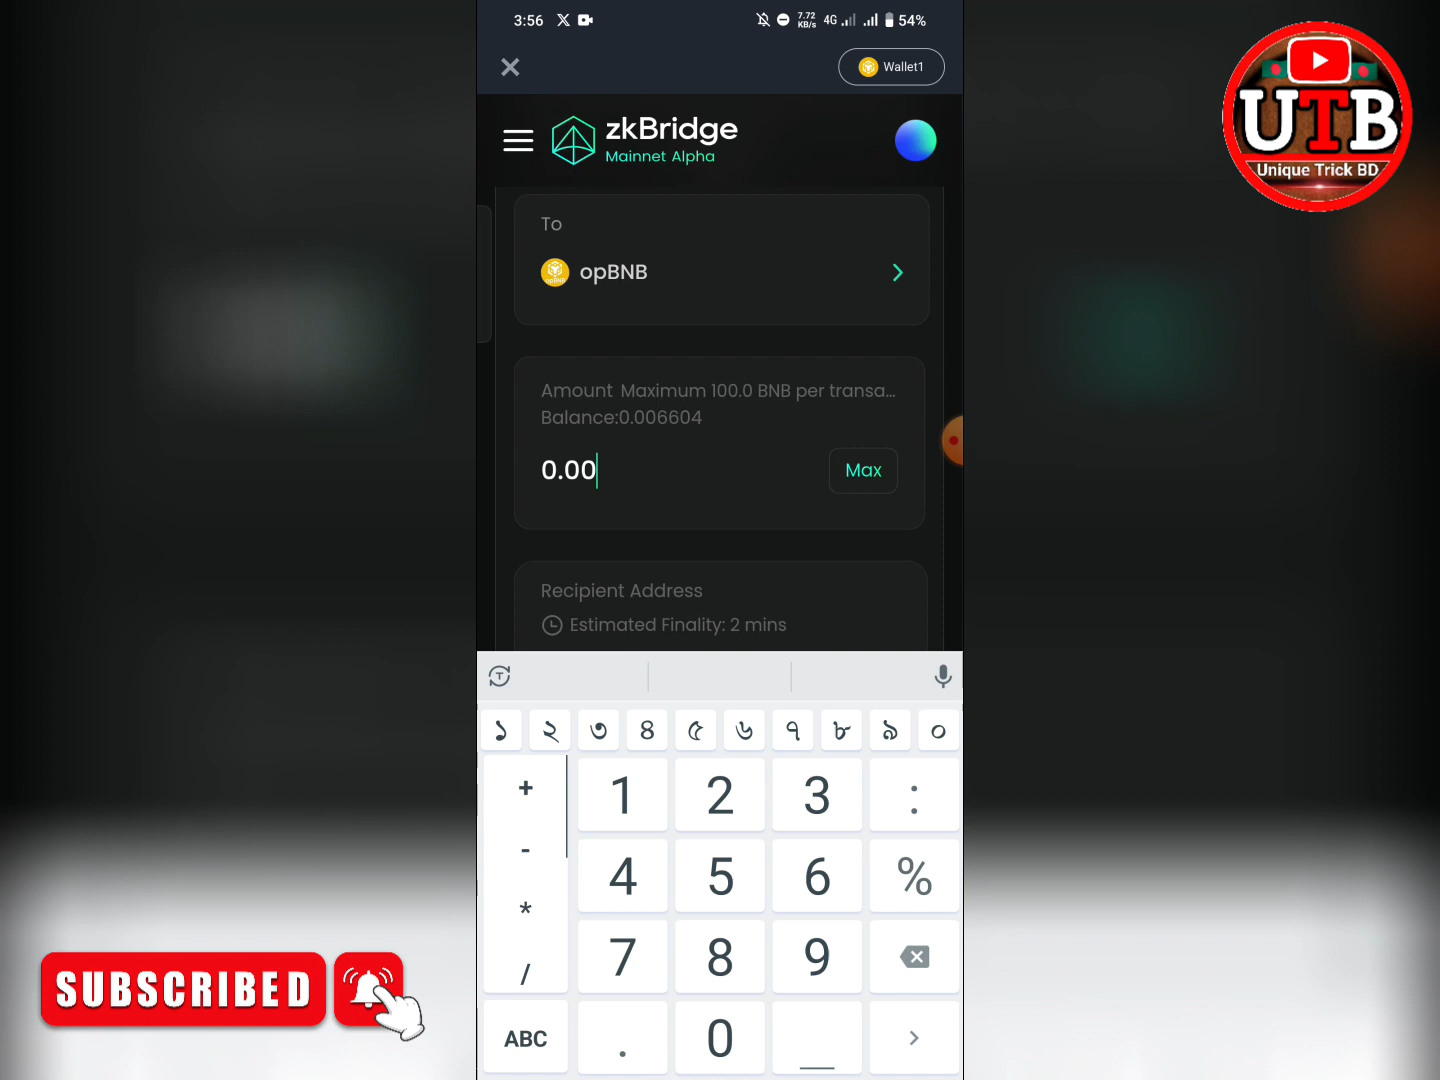 3:56 X 7.72 KB/s 4G 54%
Wallet1
zkBridge
Mainnet Alpha
UTB
Unique Trick BD
To
opBNB
Amount Maximum 100.0 BNB per transa...
Balance:0.006604
0.00
Max
Recipient Address
Estimated Finality: 2 mins
T
১ ২ ৩ ৪ ৫ ৬ ৭ ৮ ৯ ০
+ 1 2 3 :
- 4 5 6 %
*
/ 7 8 9
ABC . 0 _ >
SUBSCRIBED